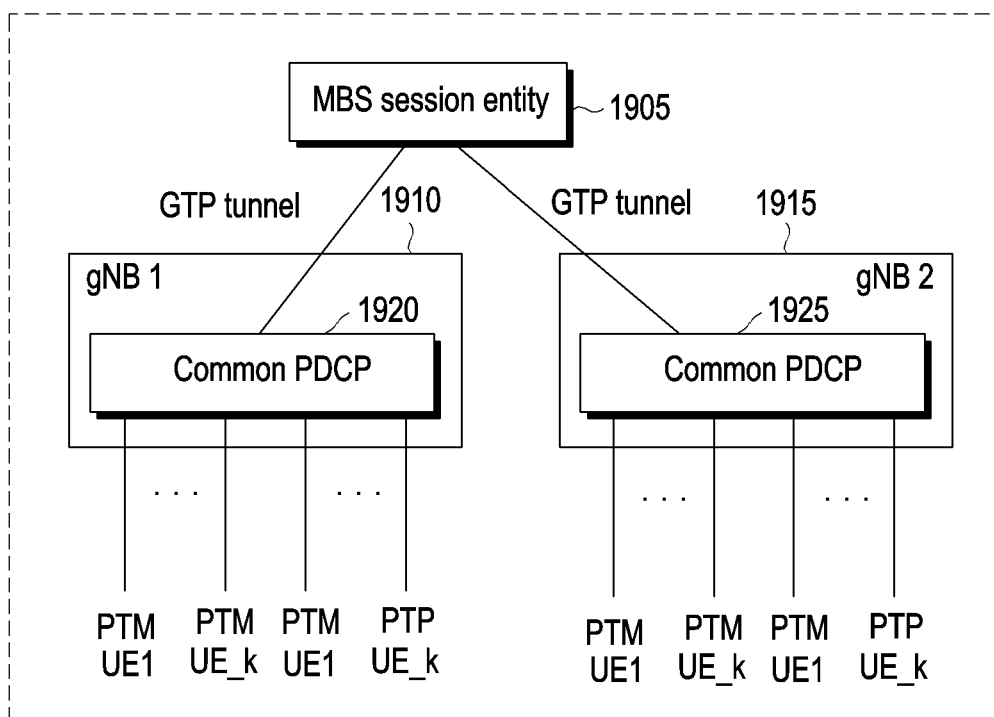 MBS session entity
1905
GTP tunnel
1910
GTP tunnel
1915
gNB 1
gNB 2
1920
1925
Common PDCP
Common PDCP
. . .
. . .
. . .
. . .
PTM
UE1
PTM
UE_k
PTM
UE1
PTP
UE_k
PTM
UE1
PTM
UE_k
PTM
UE1
PTP
UE_k